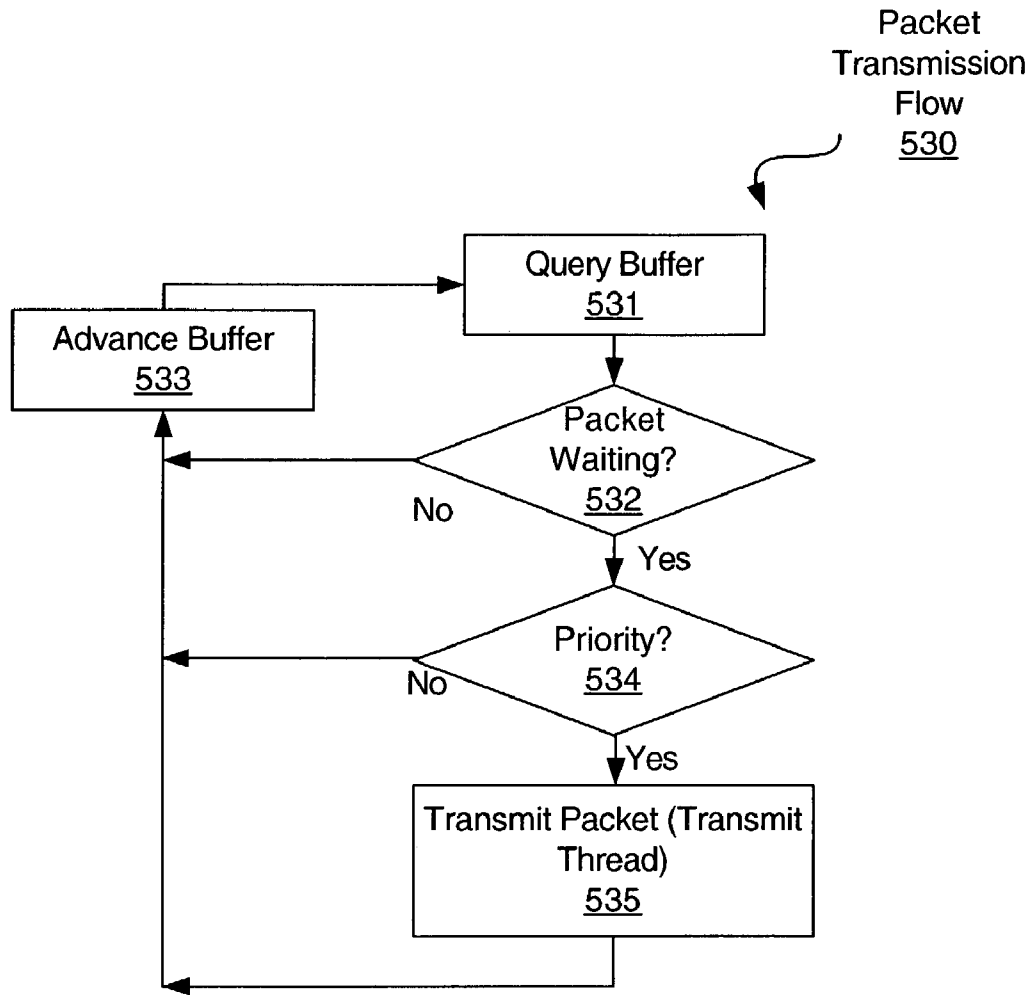 Packet
Transmission
Flow
530
Query Buffer
531
Advance Buffer
533
Packet
Waiting?
532
No
Yes
Priority?
534
No
Yes
Transmit Packet (Transmit
Thread)
535